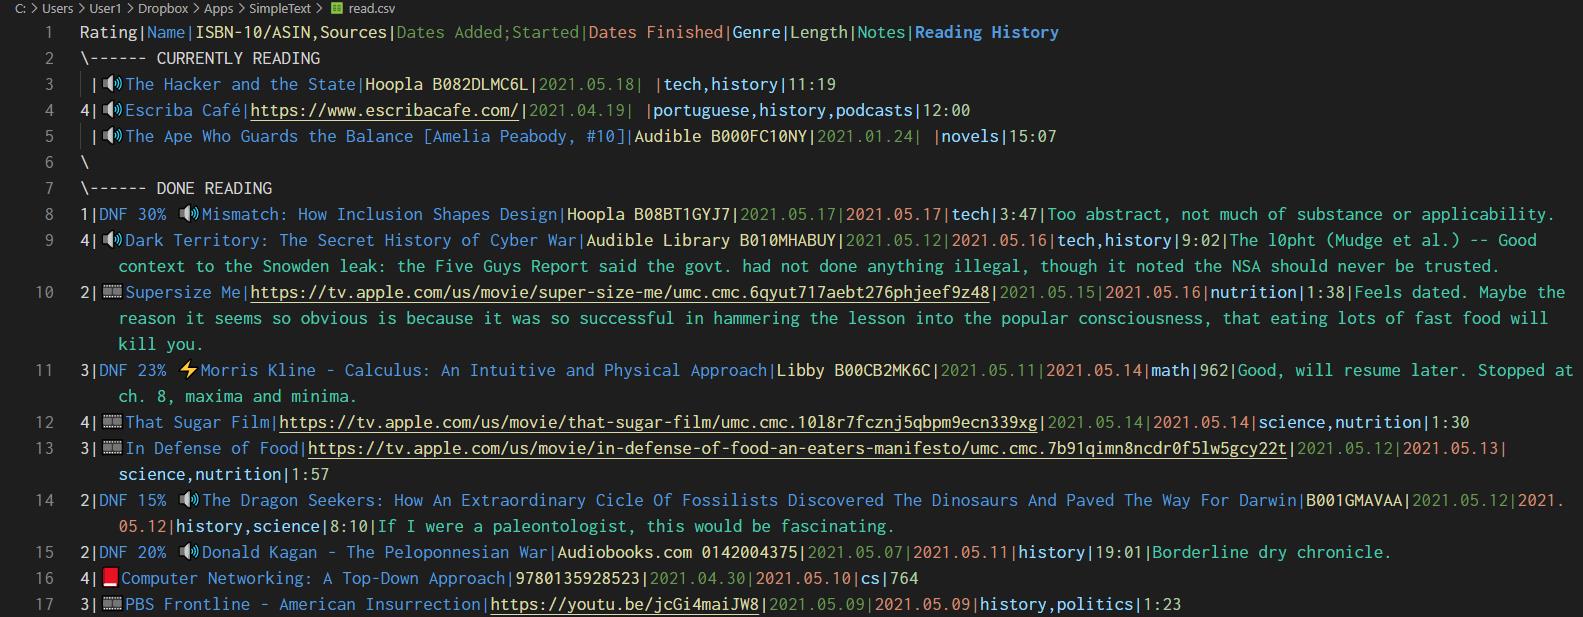 C: > Users > User1 > Dropbox > Apps > SimpleText > read.csv
1 Rating|Name|ISBN-10/ASIN,Sources|Dates Added;Started|Dates Finished|Genre|Length|Notes|Reading History
2 \------ CURRENTLY READING
3 |🔊The Hacker and the State|Hoopla B082DLMC6L|2021.05.18| |tech,history|11:19
4 4|🔊Escriba Café|https://www.escribacafe.com/|2021.04.19| |portuguese,history,podcasts|12:00
5 |🔊The Ape Who Guards the Balance [Amelia Peabody, #10]|Audible B000FC10NY|2021.01.24| |novels|15:07
6 \
7 \------ DONE READING
8 1|DNF 30% 🔊Mismatch: How Inclusion Shapes Design|Hoopla B08BT1GYJ7|2021.05.17|2021.05.17|tech|3:47|Too abstract, not much of substance or applicability.
9 4|🔊Dark Territory: The Secret History of Cyber War|Audible Library B010MHABUY|2021.05.12|2021.05.16|tech,history|9:02|The l0pht (Mudge et al.) -- Good
context to the Snowden leak: the Five Guys Report said the govt. had not done anything illegal, though it noted the NSA should never be trusted.
10 2|🎞Supersize Me|https://tv.apple.com/us/movie/super-size-me/umc.cmc.6qyut717aebt276phjeef9z48|2021.05.15|2021.05.16|nutrition|1:38|Feels dated. Maybe the
reason it seems so obvious is because it was so successful in hammering the lesson into the popular consciousness, that eating lots of fast food will
kill you.
11 3|DNF 23% ⚡Morris Kline - Calculus: An Intuitive and Physical Approach|Libby B00CB2MK6C|2021.05.11|2021.05.14|math|962|Good, will resume later. Stopped at
ch. 8, maxima and minima.
12 4|🎞That Sugar Film|https://tv.apple.com/us/movie/that-sugar-film/umc.cmc.10l8r7fcznj5qbpm9ecn339xg|2021.05.14|2021.05.14|science,nutrition|1:30
13 3|🎞In Defense of Food|https://tv.apple.com/us/movie/in-defense-of-food-an-eaters-manifesto/umc.cmc.7b91qimn8ncdr0f5lw5gcy22t|2021.05.12|2021.05.13|
science,nutrition|1:57
14 2|DNF 15% 🔊The Dragon Seekers: How An Extraordinary Cicle Of Fossilists Discovered The Dinosaurs And Paved The Way For Darwin|B001GMAVAA|2021.05.12|2021.
05.12|history,science|8:10|If I were a paleontologist, this would be fascinating.
15 2|DNF 20% 🔊Donald Kagan - The Peloponnesian War|Audiobooks.com 0142004375|2021.05.07|2021.05.11|history|19:01|Borderline dry chronicle.
16 4|📕Computer Networking: A Top-Down Approach|9780135928523|2021.04.30|2021.05.10|cs|764
17 3|🎞PBS Frontline - American Insurrection|https://youtu.be/jcGi4maiJW8|2021.05.09|2021.05.09|history,politics|1:23